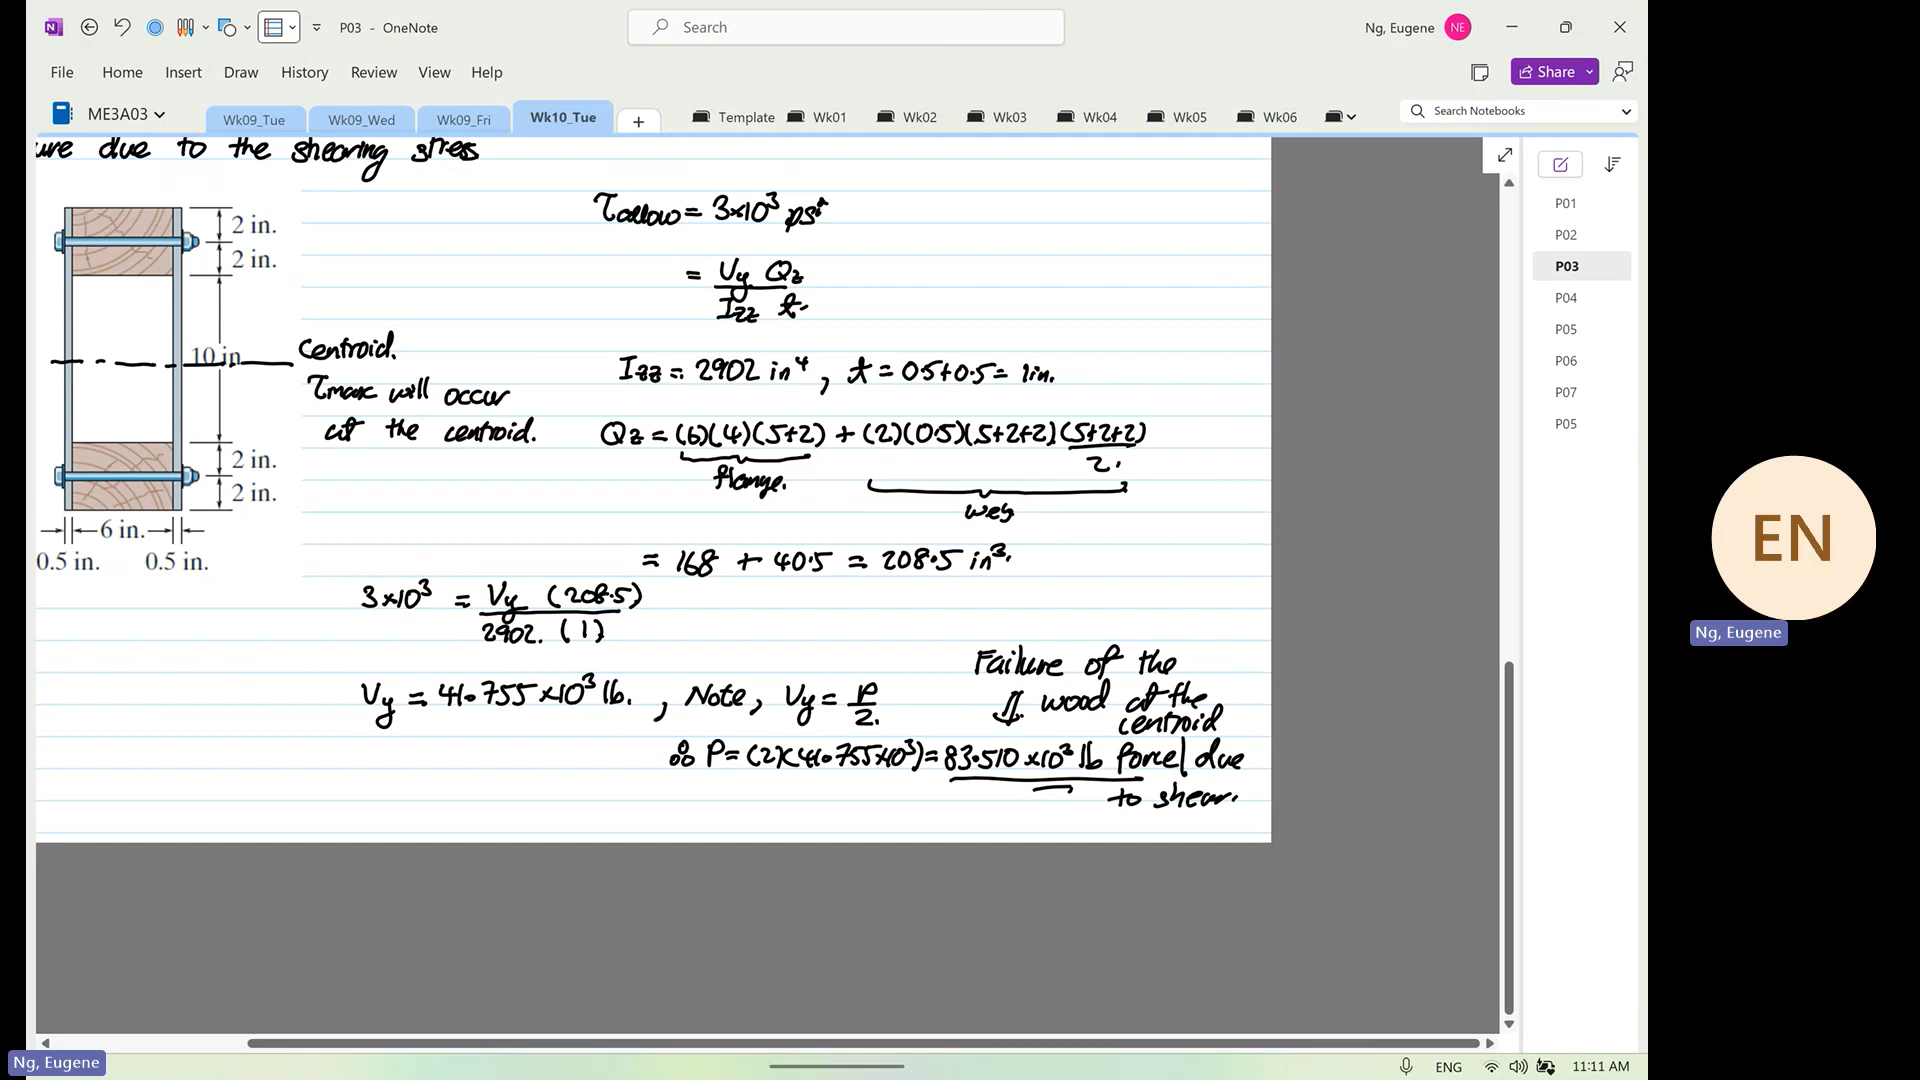 P03 - OneNote
Search
Ng, Eugene
NE
File Home Insert Draw History Review View Help
Share
ME3A03
Wk09_Tue Wk09_Wed Wk09_Fri Wk10_Tue
Template Wk01 Wk02 Wk03 Wk04 Wk05 Wk06
Search Notebooks
P01
P02
P03
P04
P05
P06
P07
P05
ure due to the shearing stress
2 in.
2 in.
10 in
2 in.
2 in.
6 in.
0.5 in. 0.5 in.
Centroid.
τmax will occur
at the centroid.
τallow = 3×10³ psi
= Vy Qz
Izz t
Izz = 2902 in⁴, t = 0.5+0.5 = 1in.
Qz = (6)(4)(5+2) + (2)(0.5)(5+2+2)(5+2+2)
2.
flange.
web
= 168 + 40.5 = 208.5 in³.
3×10³ = Vy (208.5)
2902. (1)
Vy = 41.755×10³ lb. , Note, Vy = P
2.
∴ P = (2)(41.755×10³) = 83.510 ×10³ lb force
Failure of the
⇓ wood at the
centroid
due
to shear.
EN
Ng, Eugene
Ng, Eugene
ENG 11:11 AM